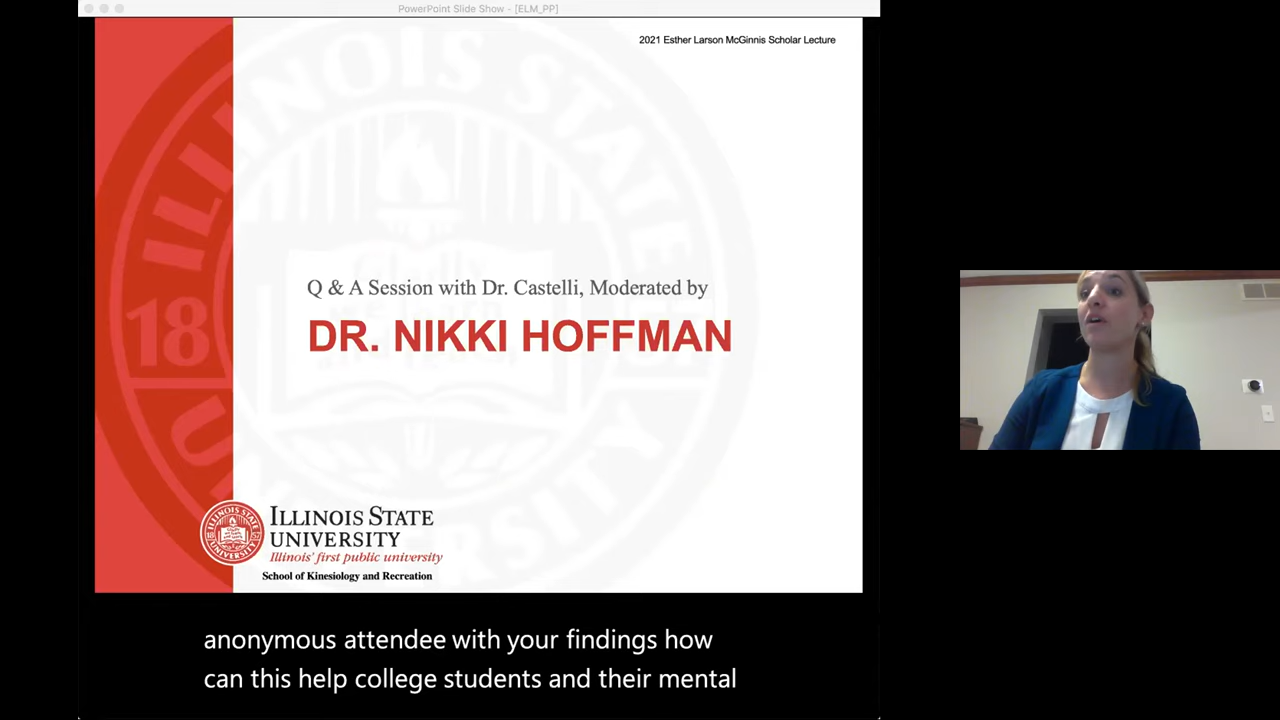 PowerPoint Slide Show - [ELM_PP]
2021 Esther Larson McGinnis Scholar Lecture
Q & A Session with Dr. Castelli, Moderated by
DR. NIKKI HOFFMAN
ILLINOIS STATE
UNIVERSITY
Illinois' first public university
School of Kinesiology and Recreation
anonymous attendee with your findings how
can this help college students and their mental